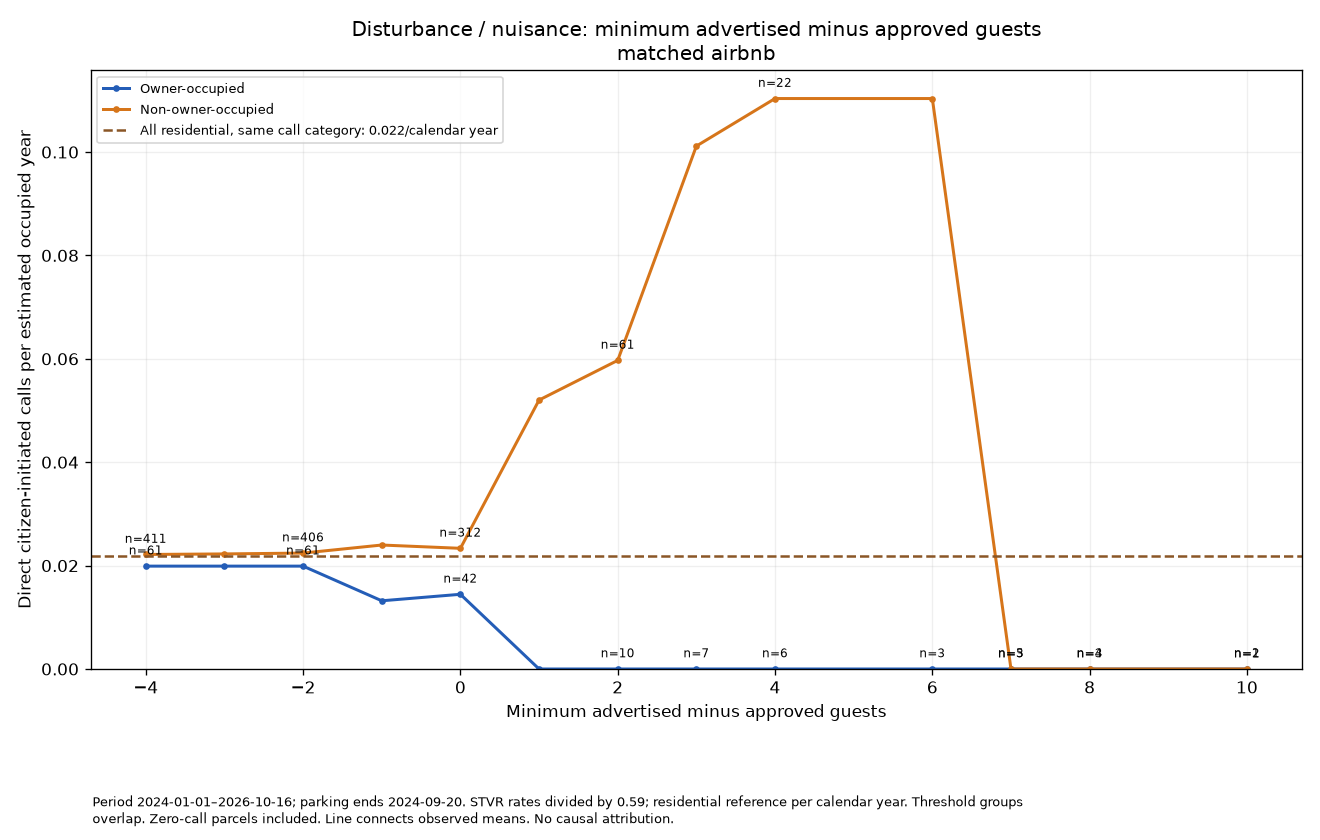 Disturbance / nuisance: minimum advertised minus approved guests
matched airbnb
Owner-occupied
Non-owner-occupied
All residential, same call category: 0.022/calendar year
Direct citizen-initiated calls per estimated occupied year
0.10
0.08
0.06
0.04
0.02
0.00
n=22
n=61
n=411
n=61
n=406
n=61
n=312
n=42
n=10
n=7
n=6
n=3
−4
−2
0
2
4
6
8
10
Minimum advertised minus approved guests
Period 2024-01-01–2026-10-16; parking ends 2024-09-20. STVR rates divided by 0.59; residential reference per calendar year. Threshold groups
overlap. Zero-call parcels included. Line connects observed means. No causal attribution.